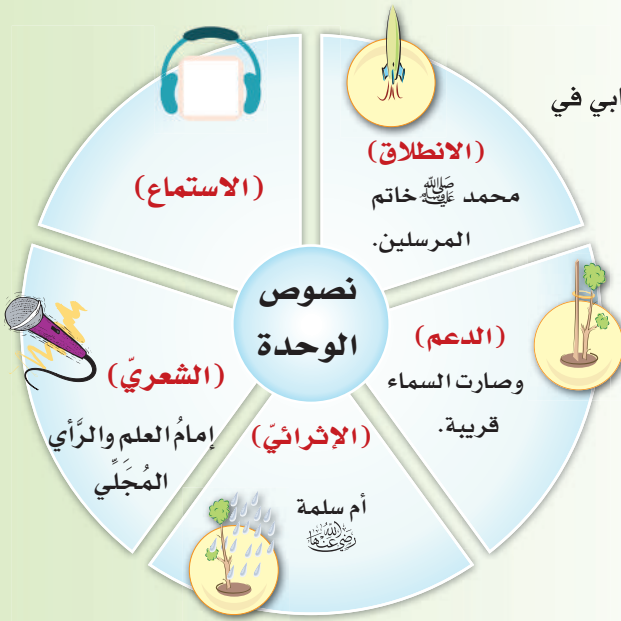 نصوص
الوحدة
(الانطلاق)
محمد ﷺ خاتم
المرسلين.
(الدعم)
وصارت السماء
قريبة.
(الإثرائيّ)
أم سلمة
رضي الله عنها
(الشعريّ)
إمامُ العلم والرَّأي
المُجَلِّي
(الاستماع)
في